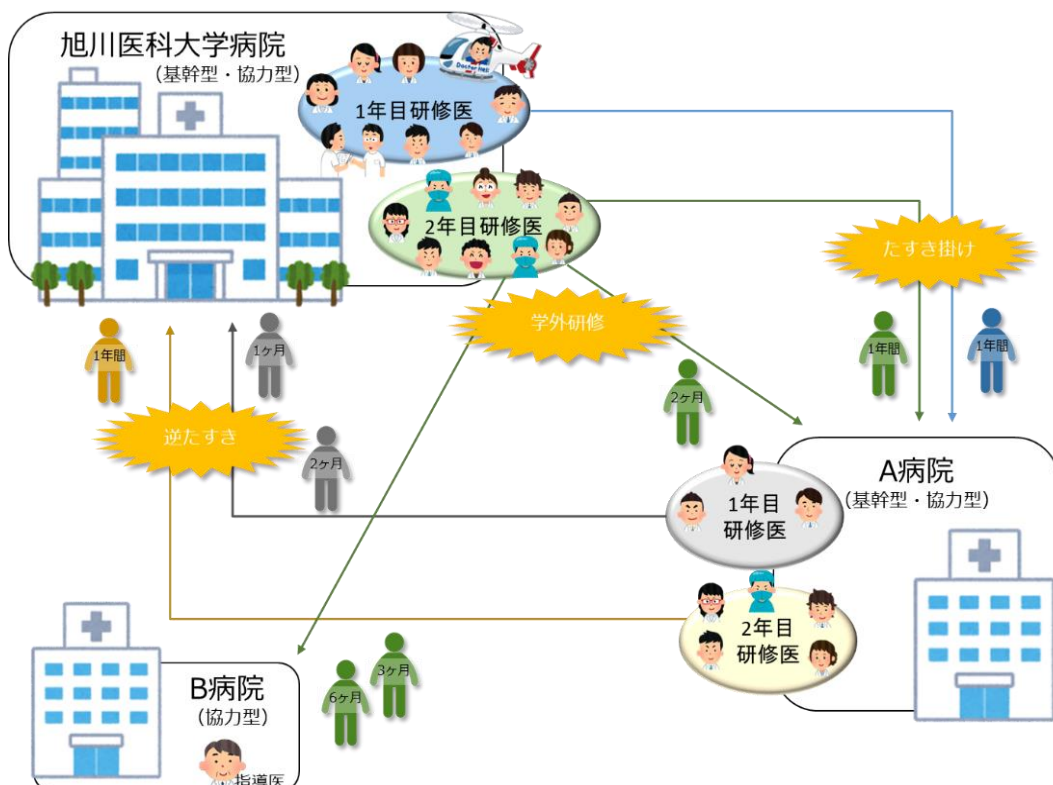 旭川医科大学病院
(基幹型・協力型)
Doctor Heli
1年目研修医
2年目研修医
たすき掛け
学外研修
1年間
1ヶ月
1年間
1年間
2ヶ月
逆たすき
2ヶ月
A病院
(基幹型・協力型)
1年目
研修医
2年目
研修医
B病院
(協力型)
3ヶ月
6ヶ月
指導医